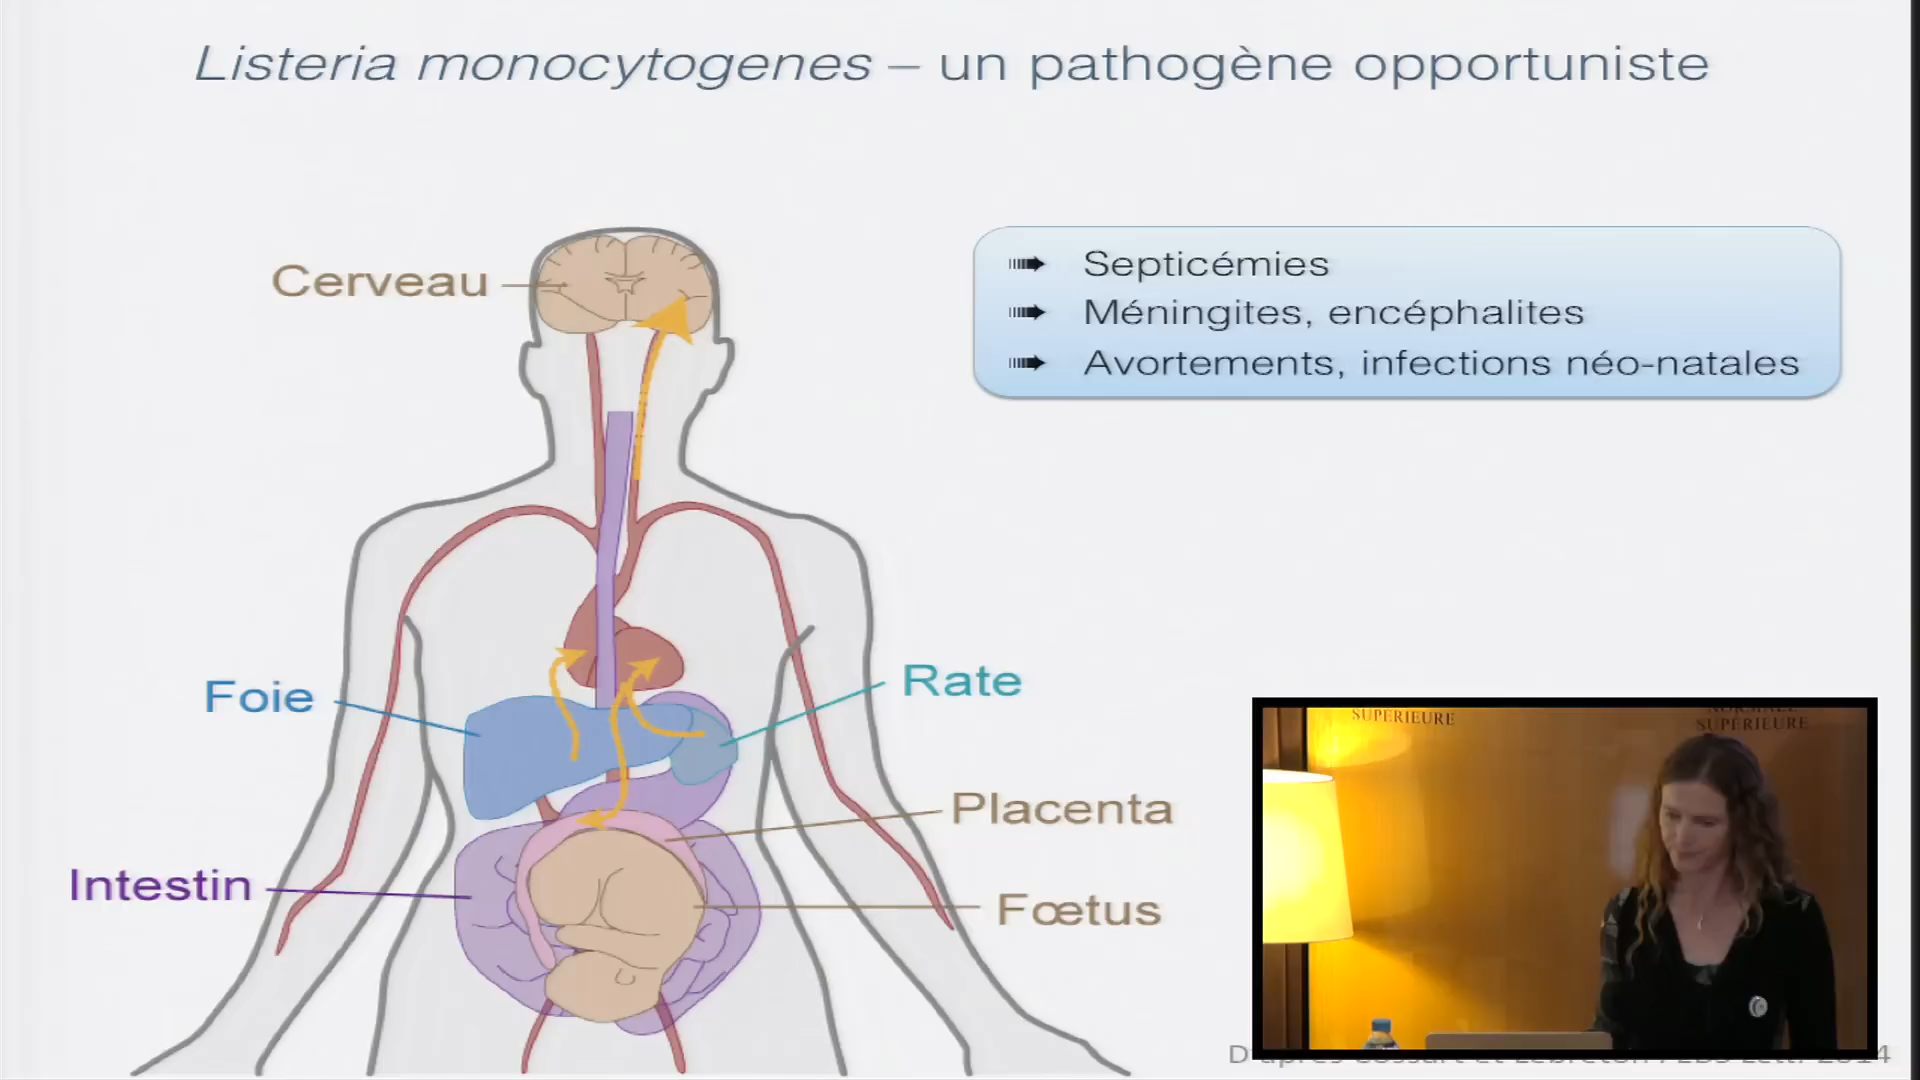 Listeria monocytogenes – un pathogène opportuniste
Cerveau
➠ Septicémies
➠ Méningites, encéphalites
➠ Avortements, infections néo-natales
Foie
Rate
Placenta
Intestin
Fœtus
SUPÉRIEURE
NORMALE
SUPÉRIEURE